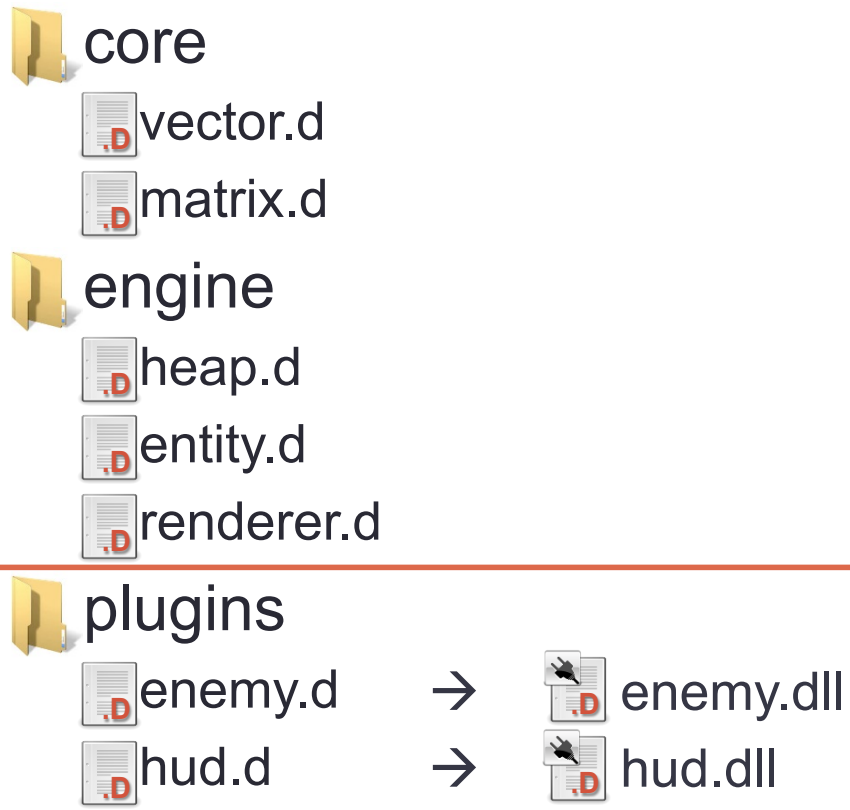 core
.D vector.d
.D matrix.d
engine
.D heap.d
.D entity.d
.D renderer.d
plugins
.D enemy.d → .D enemy.dll
.D hud.d → .D hud.dll